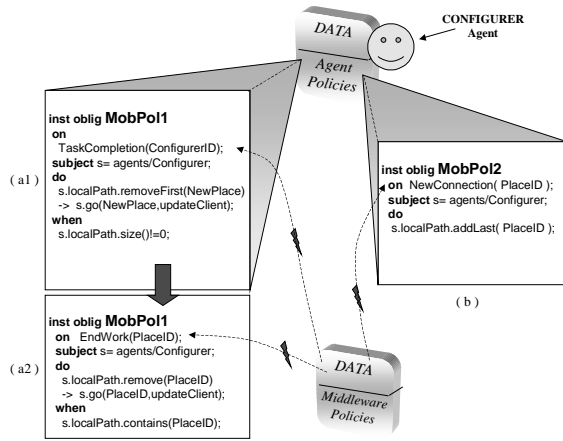 CONFIGURER
Agent
DATA
Agent
Policies
( a1 )
inst oblig MobPol1
on
TaskCompletion(ConfigurerID);
subject s= agents/Configurer;
do
s.localPath.removeFirst(NewPlace)
-> s.go(NewPlace,updateClient);
when
s.localPath.size()!=0;
inst oblig MobPol2
on NewConnection( PlaceID );
subject s= agents/Configurer;
do
s.localPath.addLast( PlaceID );
( b )
( a2 )
inst oblig MobPol1
on EndWork(PlaceID);
subject s= agents/Configurer;
do
s.localPath.remove(PlaceID)
-> s.go(PlaceID,updateClient);
when
s.localPath.contains(PlaceID);
DATA
Middleware
Policies